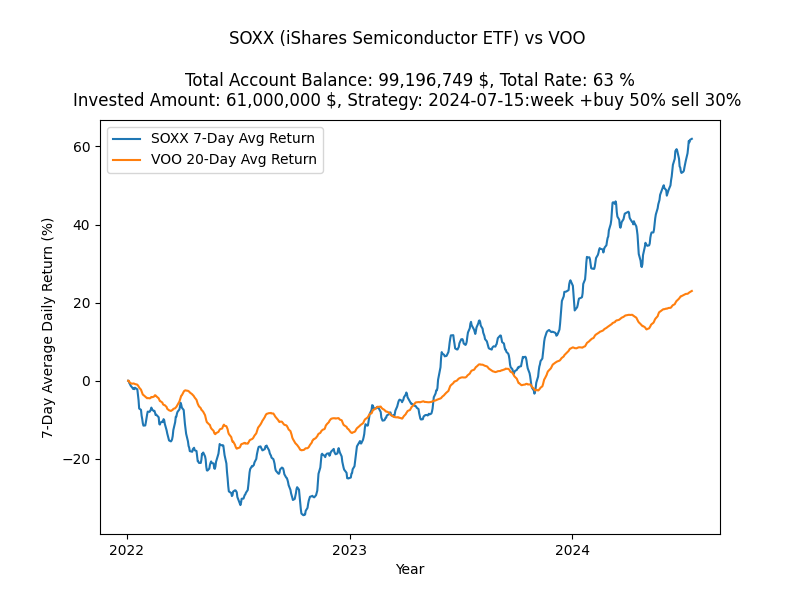 SOXX (iShares Semiconductor ETF) vs VOO
Total Account Balance: 99,196,749 $, Total Rate: 63 %
Invested Amount: 61,000,000 $, Strategy: 2024-07-15:week +buy 50% sell 30%
SOXX 7-Day Avg Return
VOO 20-Day Avg Return
7-Day Average Daily Return (%)
60
40
20
0
−20
2022
2023
2024
Year